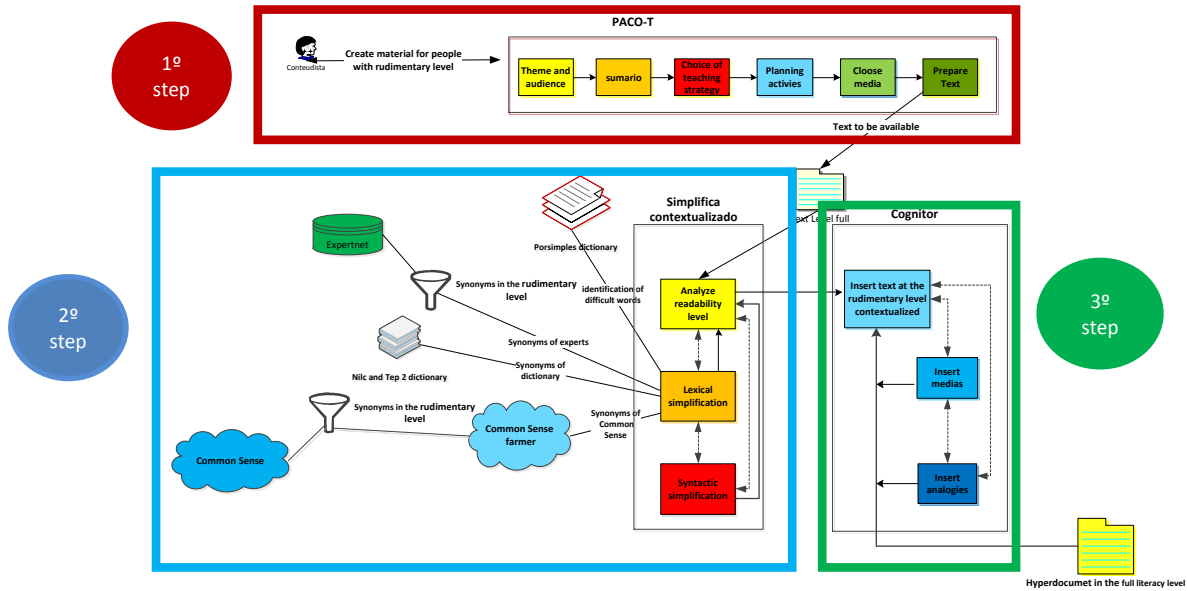 PACO-T
1º
step
Conteudista
Create material for people
with rudimentary level
Theme and
audience
sumario
Choice of
teaching
strategy
Planning
activies
Cloose
media
Prepare
Text
Text to be available
2º
step
Expertnet
Porsimples dictionary
Synonyms in the rudimentary
level
identification of
difficult words
Synonyms of experts
Nilc and Tep 2 dictionary
Synonyms of
dictionary
Synonyms in the rudimentary
level
Common Sense
Common Sense
farmer
Synonyms of
Common
Sense
Simplifica
contextualizado
Analyze
readability
level
Lexical
simplification
Syntactic
simplification
ext Level full
Cognitor
Insert text at the
rudimentary level
contextualized
Insert
medias
Insert
analogies
3º
step
Hyperdocumet in the full literacy level